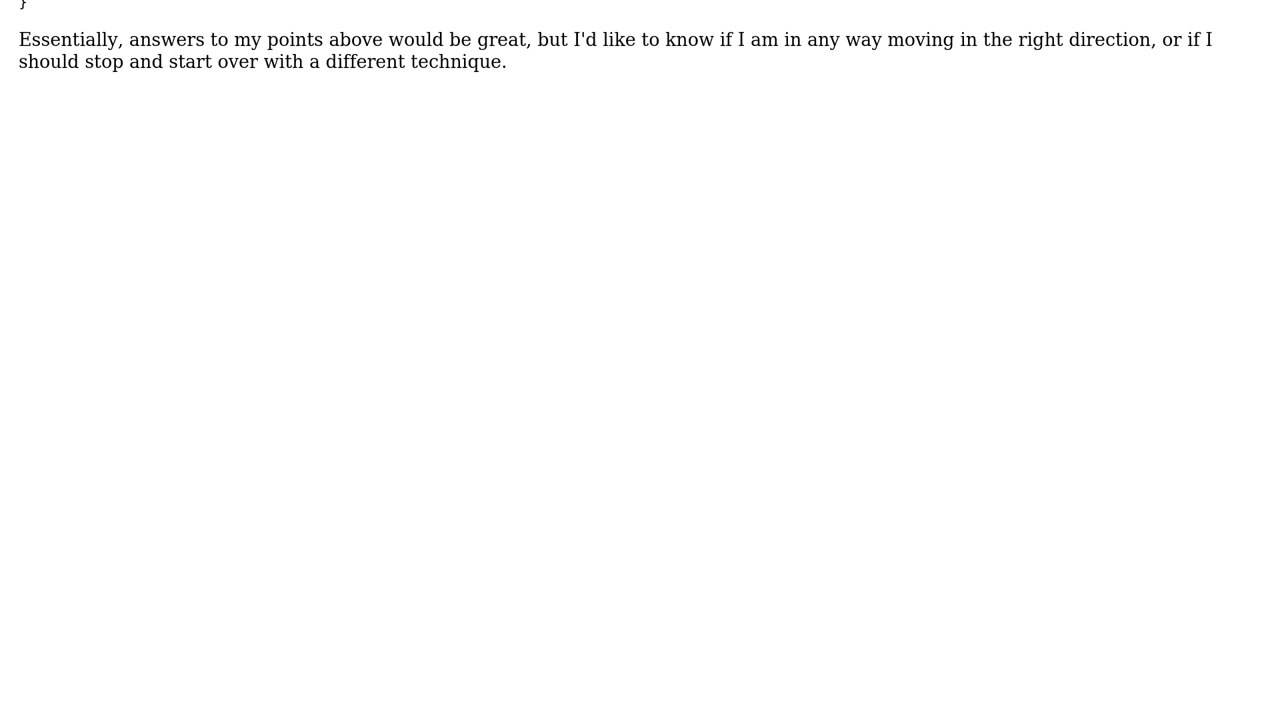 }
Essentially, answers to my points above would be great, but I'd like to know if I am in any way moving in the right direction, or if I
should stop and start over with a different technique.